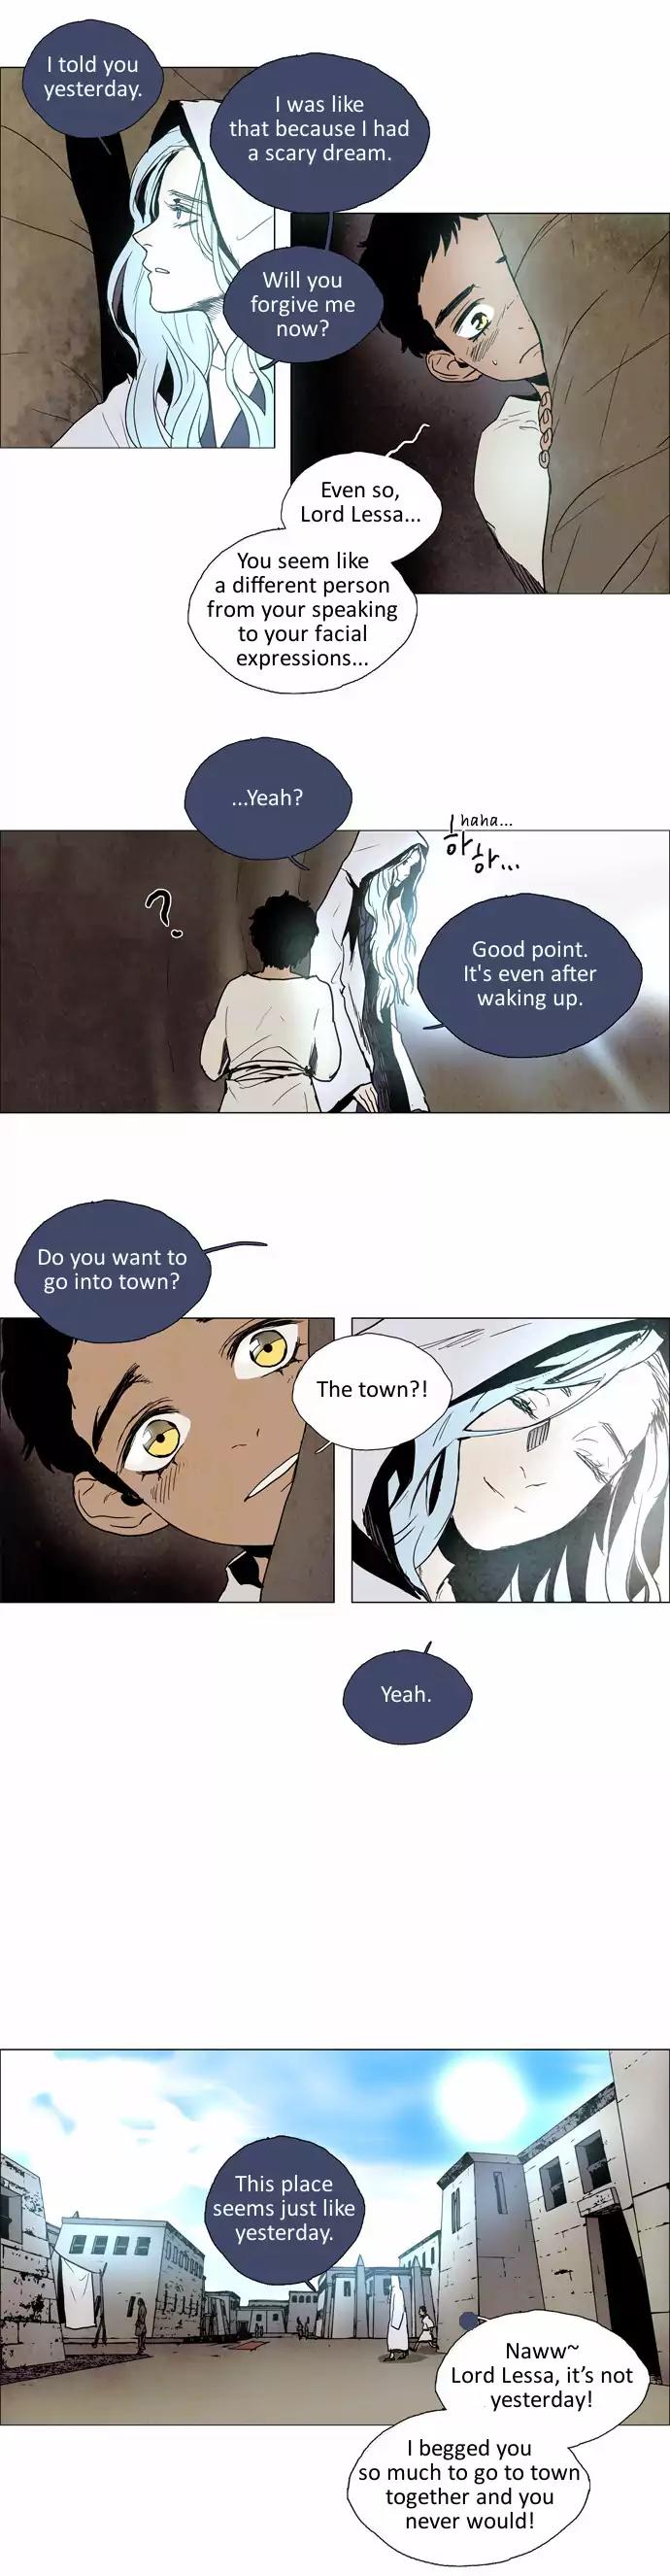 I told you
yesterday.
I was like
that because I had
a scary dream.
Will you
forgive me
now?
Even so,
Lord Lessa...
You seem like
a different person
from your speaking
to your facial
expressions...
...Yeah?
haha...
하하...
?
Good point.
It's even after
waking up.
Do you want to
go into town?
The town?!
Yeah.
This place
seems just like
yesterday.
Naww~
Lord Lessa, it's not
yesterday!
I begged you
so much to go to town
together and you
never would!